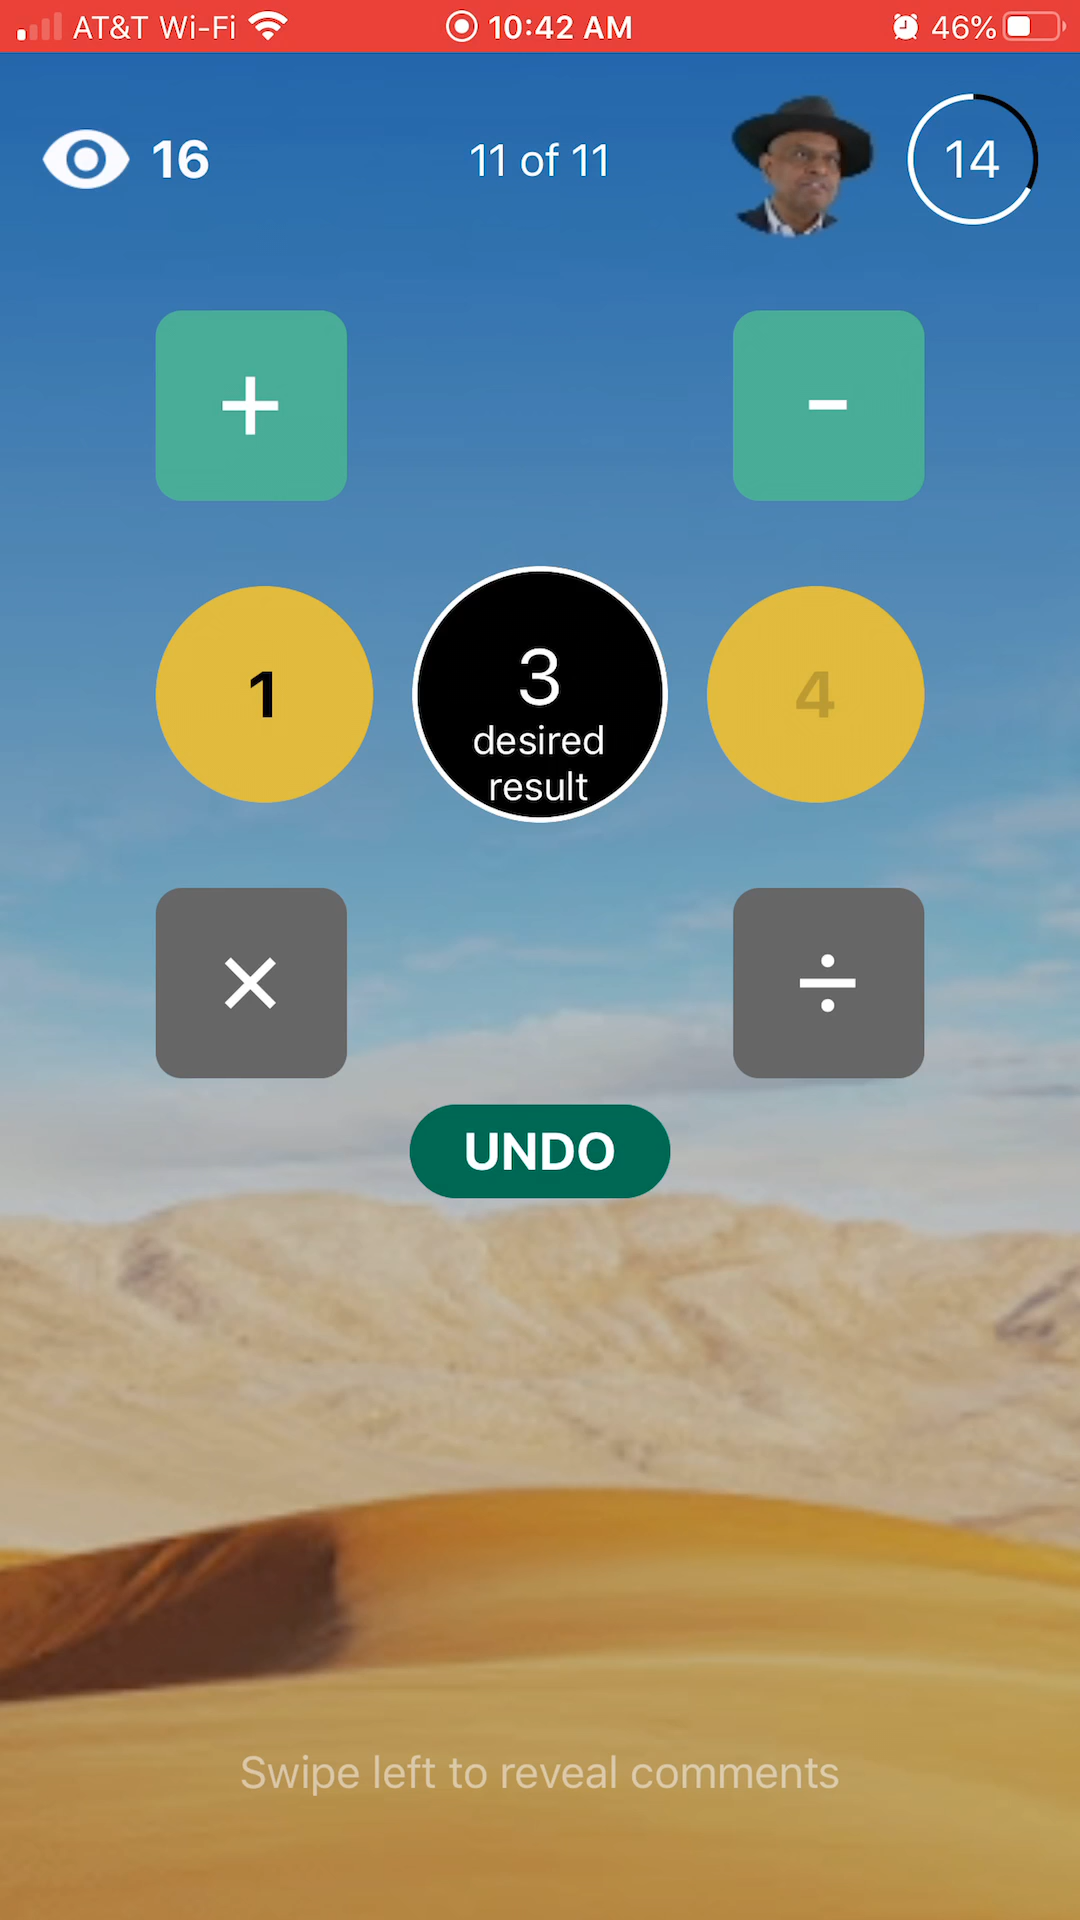 AT&T Wi-Fi 10:42 AM 46%
16 11 of 11 14
+ -
1 3 4
desired
result
× ÷
UNDO
Swipe left to reveal comments